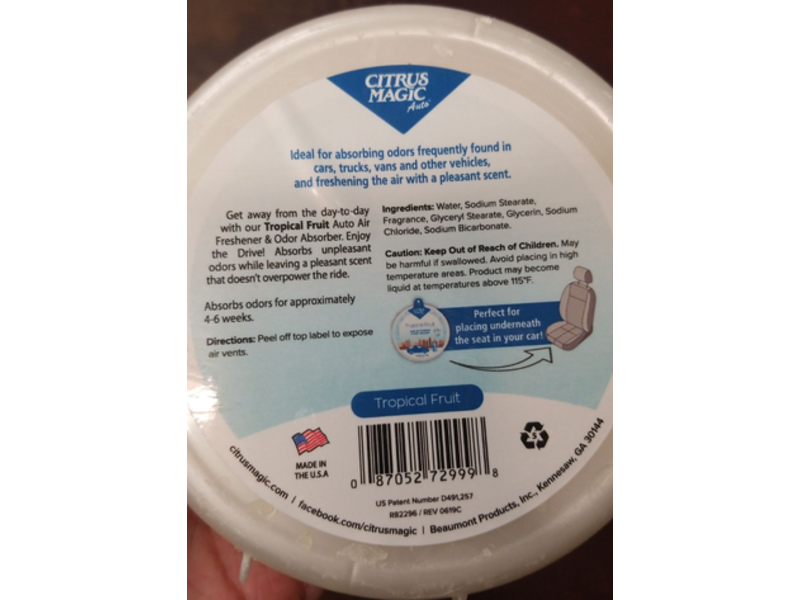 CITRUS
MAGIC
Auto
Ideal for absorbing odors frequently found in
cars, trucks, vans and other vehicles,
and freshening the air with a pleasant scent.
Get away from the day-to-day
with our Tropical Fruit Auto Air
Freshener & Odor Absorber. Enjoy
the Drive! Absorbs unpleasant
odors while leaving a pleasant scent
that doesn't overpower the ride.
Absorbs odors for approximately
4-6 weeks.
Directions: Peel off top label to expose
air vents.
Ingredients: Water, Sodium Stearate,
Fragrance, Glyceryl Stearate, Glycerin, Sodium
Chloride, Sodium Bicarbonate.
Caution: Keep Out of Reach of Children. May
be harmful if swallowed. Avoid placing in high
temperature areas. Product may become
liquid at temperatures above 115°F.
Tropical Fruit
Perfect for
placing underneath
the seat in your car!
Tropical Fruit
MADE IN
THE U.S.A
0 87052 72999 8
5
US Patent Number D491,257
R82296 / REV 0619C
citrusmagic.com | facebook.com/citrusmagic | Beaumont Products, Inc., Kennesaw, GA 30144